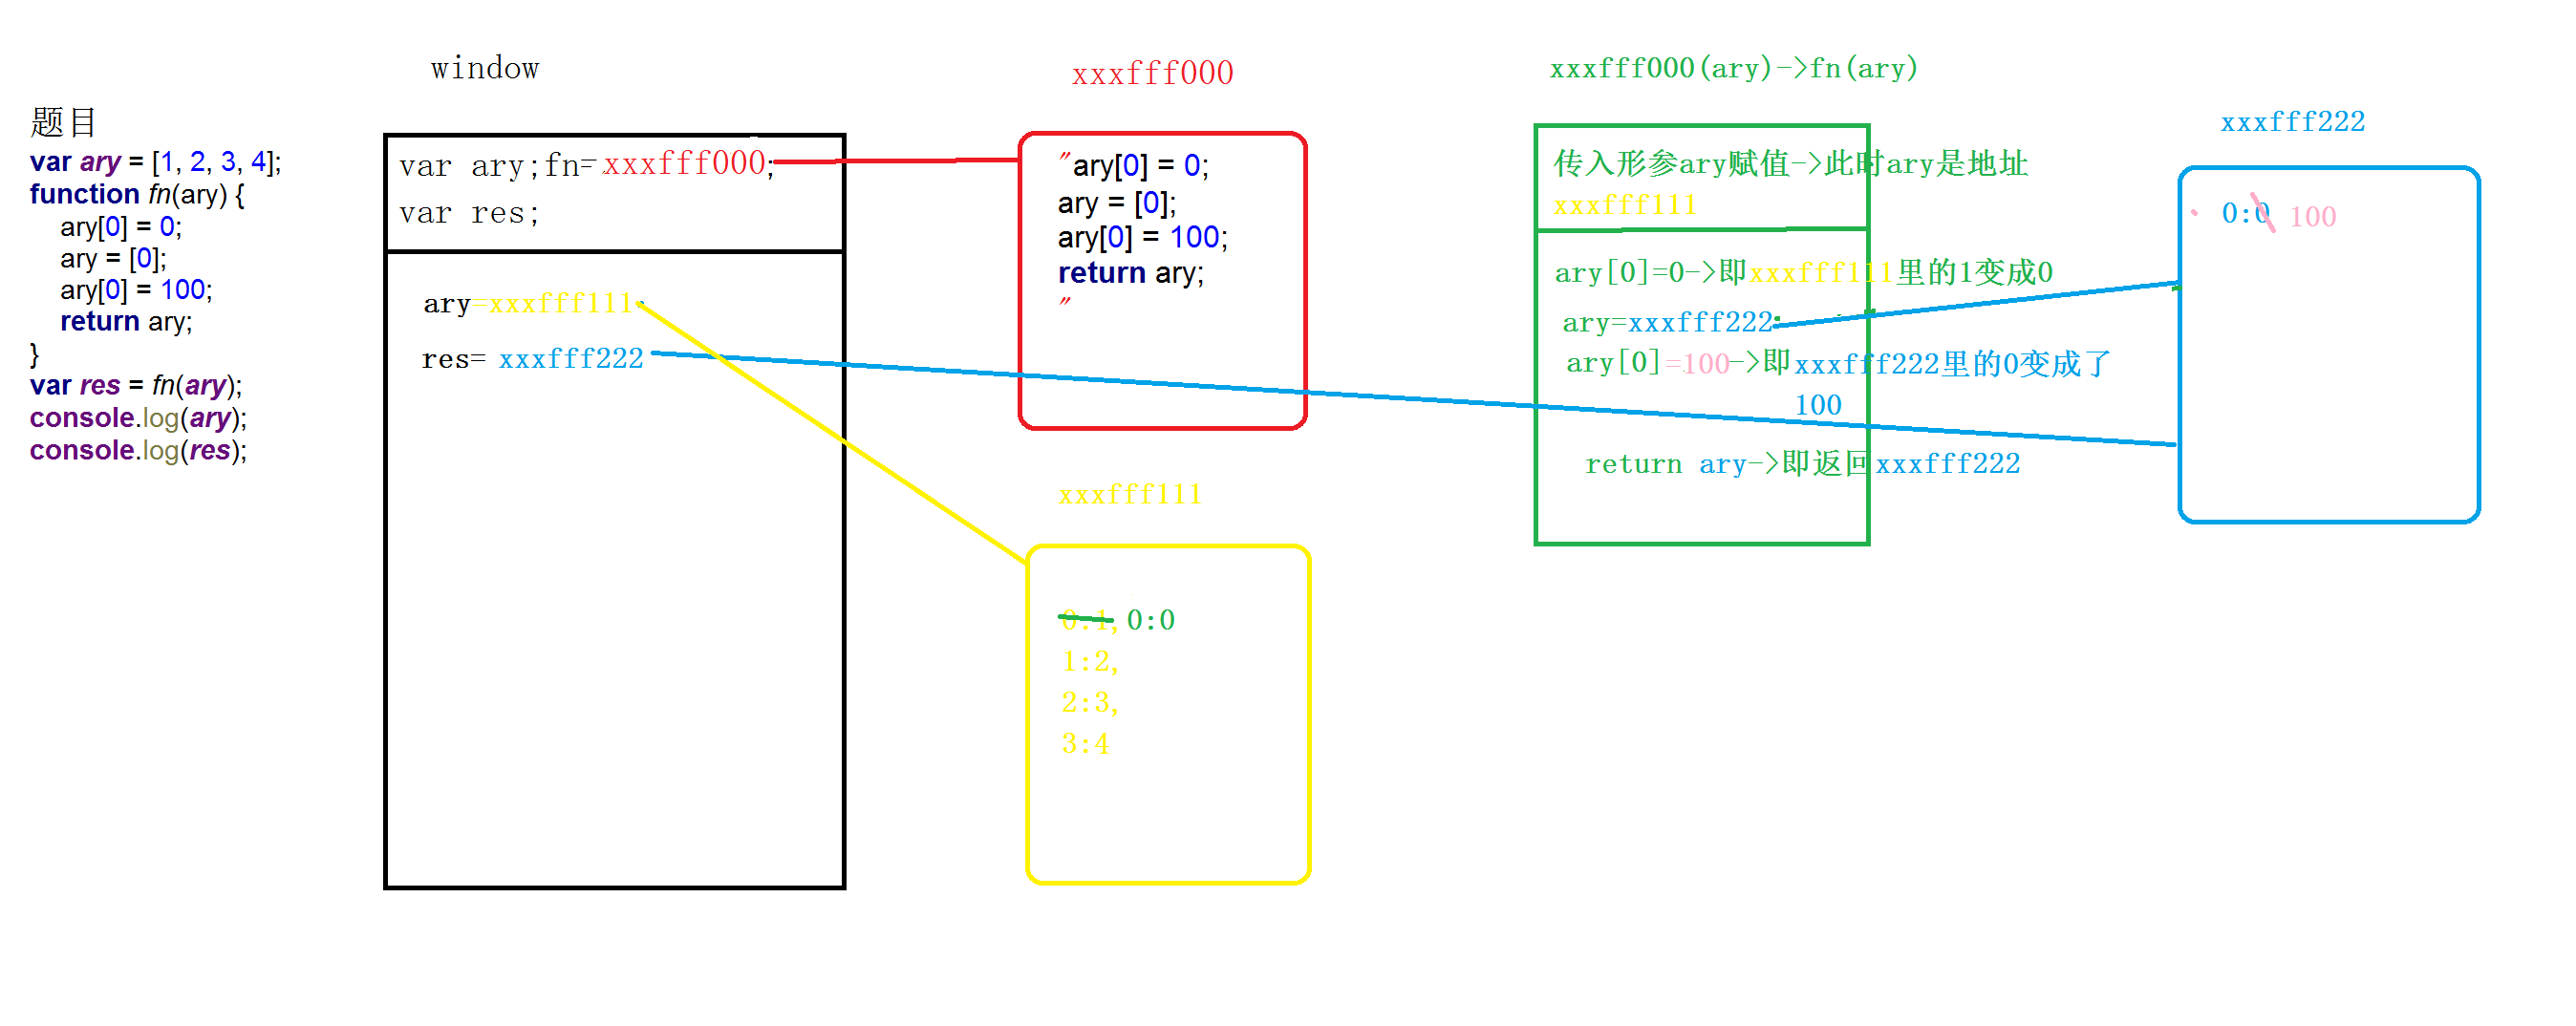 题目
var ary = [1, 2, 3, 4];
function fn(ary) {
ary[0] = 0;
ary = [0];
ary[0] = 100;
return ary;
}
var res = fn(ary);
console.log(ary);
console.log(res);
window
var ary;fn=xxxfff000;
var res;
ary=xxxfff111
res= xxxfff222
xxxfff000
"ary[0] = 0;
ary = [0];
ary[0] = 100;
return ary;
"
xxxfff111
0:1, 0:0
1:2,
2:3,
3:4
xxxfff000(ary)->fn(ary)
传入形参ary赋值->此时ary是地址
xxxfff111
ary[0]=0->即xxxfff111里的1变成0
ary=xxxfff222
ary[0]=100->即xxxfff222里的0变成了
100
return ary->即返回xxxfff222
xxxfff222
0:0 100